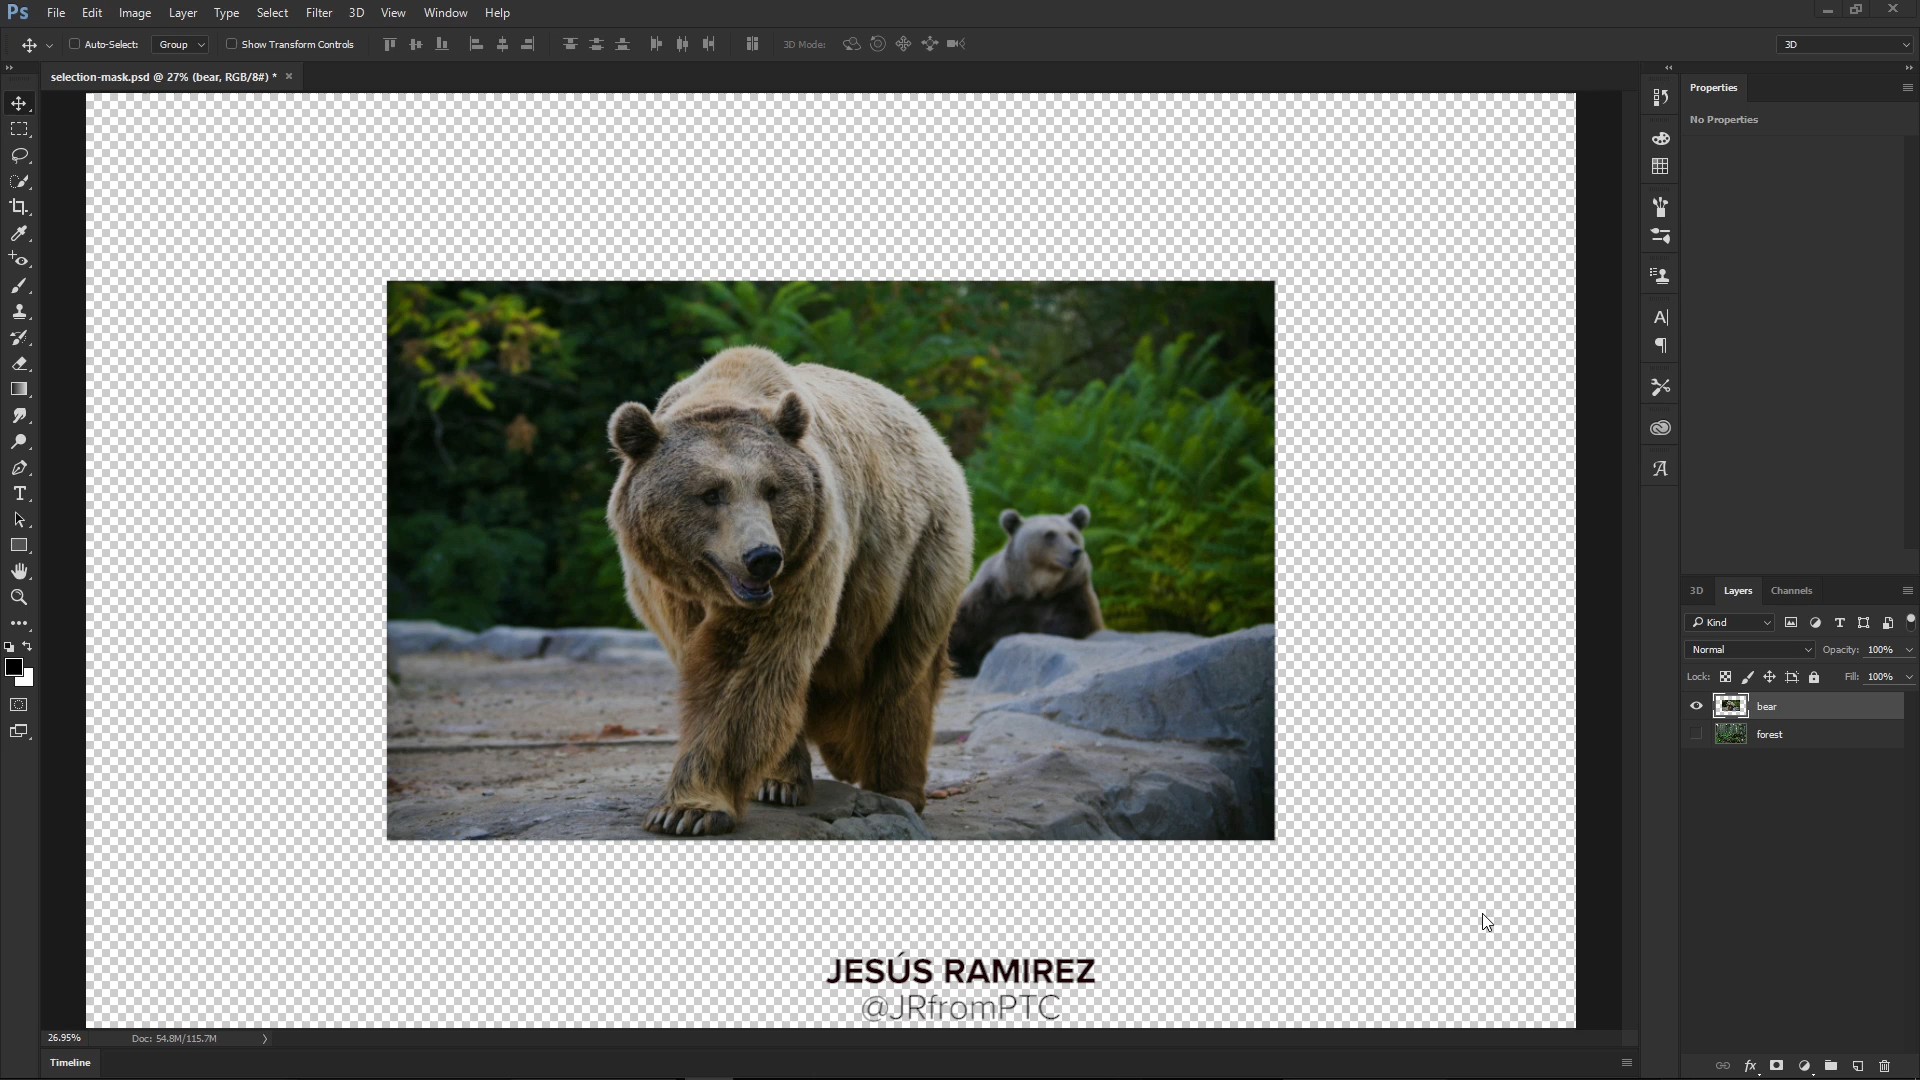 Ps File Edit Image Layer Type Select Filter 3D View Window Help
Auto-Select: Group Show Transform Controls 3D Mode: 3D
selection-mask.psd @ 27% (bear, RGB/8#) *
Properties
No Properties
3D Layers Channels
Kind
Normal Opacity: 100%
Lock: Fill: 100%
bear
forest
JESÚS RAMIREZ
@JRfromPTC
26.95% Doc: 54.8M/115.7M
Timeline